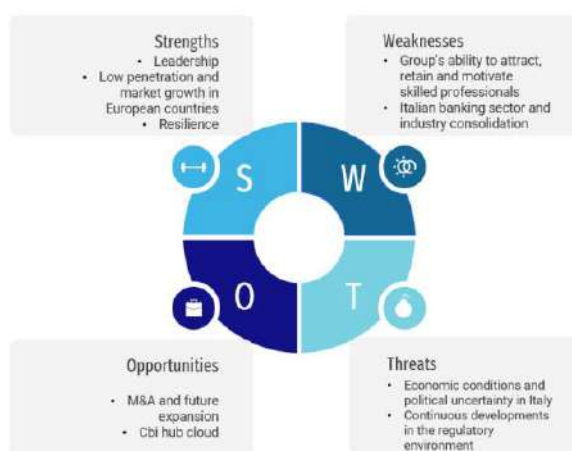 Strengths
• Leadership
• Low penetration and
market growth in
European countries
• Resilience
Weaknesses
• Group's ability to attract,
retain and motivate
skilled professionals
• Italian banking sector and
industry consolidation
S
W
O
T
Opportunities
• M&A and future
expansion
• Cbi hub cloud
Threats
• Economic conditions and
political uncertainty in Italy
• Continuous developments
in the regulatory
environment